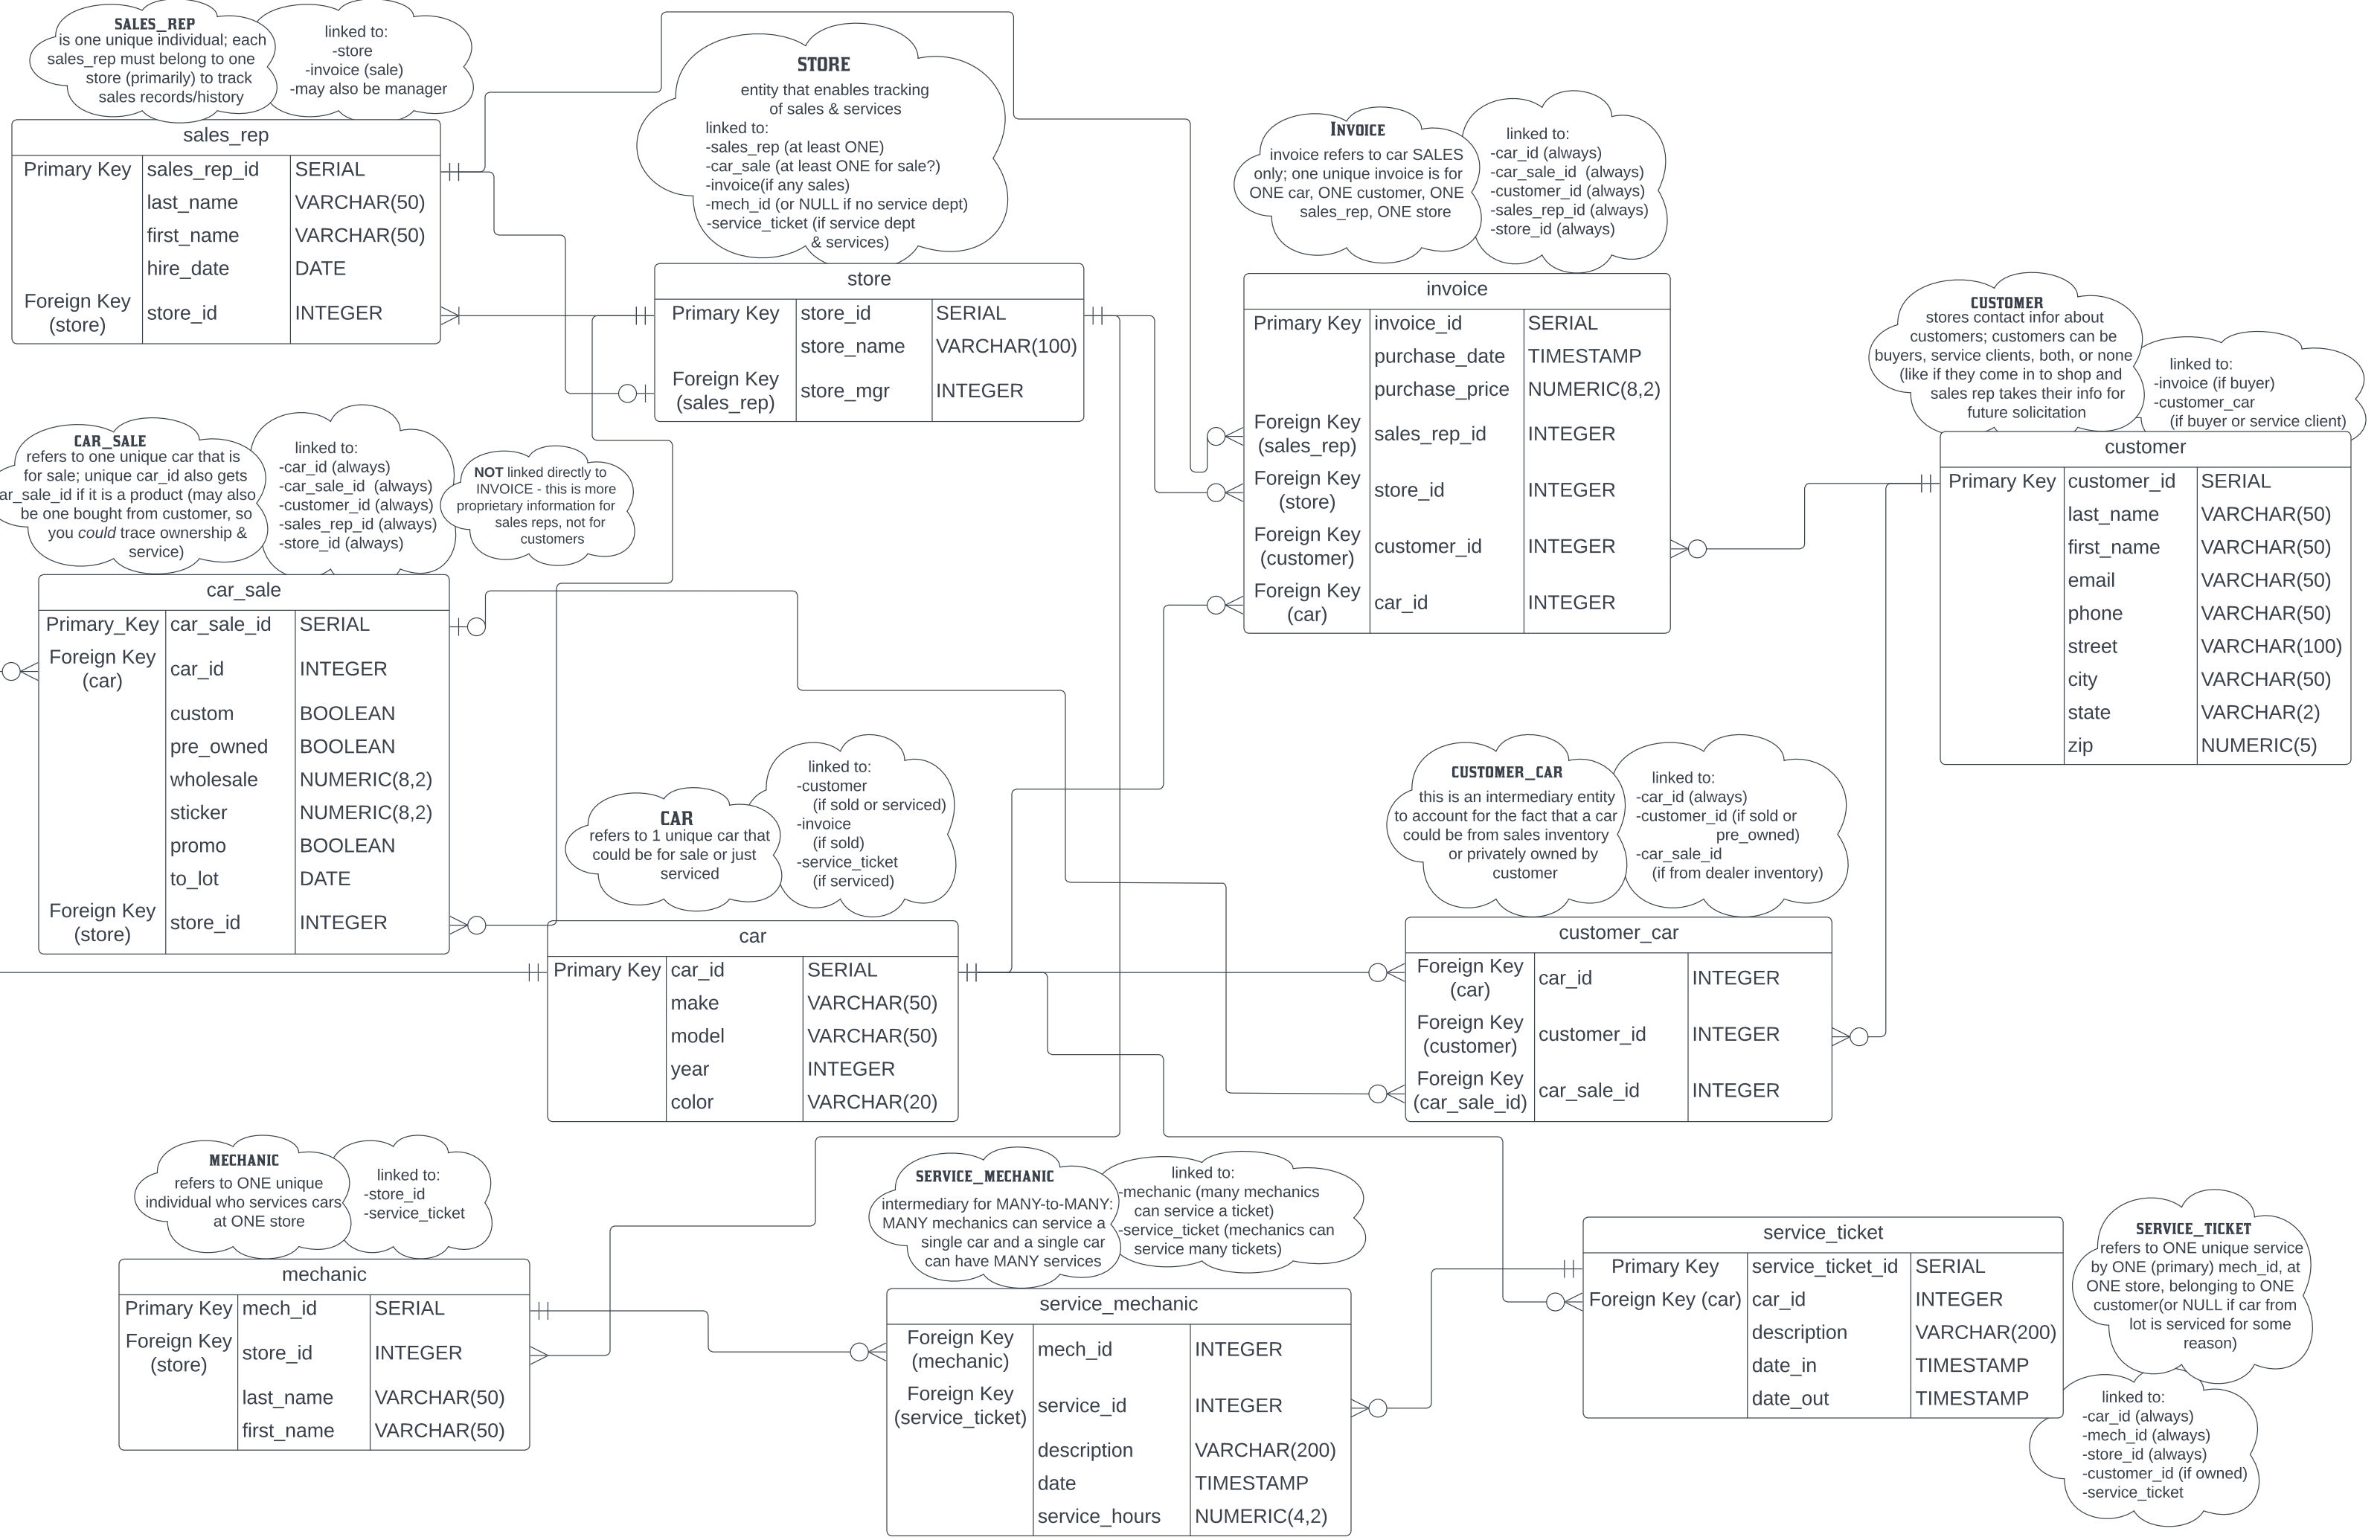 SALES_REP
is one unique individual; each
sales_rep must belong to one
store (primarily) to track
sales records/history
linked to:
-store
-invoice (sale)
-may also be manager
sales_rep
Primary Key sales_rep_id SERIAL
last_name VARCHAR(50)
first_name VARCHAR(50)
hire_date DATE
Foreign Key
(store) store_id INTEGER
STORE
entity that enables tracking
of sales & services
linked to:
-sales_rep (at least ONE)
-car_sale (at least ONE for sale?)
-invoice(if any sales)
-mech_id (or NULL if no service dept)
-service_ticket (if service dept
& services)
store
Primary Key store_id SERIAL
store_name VARCHAR(100)
Foreign Key
(sales_rep) store_mgr INTEGER
INVOICE
invoice refers to car SALES
only; one unique invoice is for
ONE car, ONE customer, ONE
sales_rep, ONE store
linked to:
-car_id (always)
-car_sale_id (always)
-customer_id (always)
-sales_rep_id (always)
-store_id (always)
invoice
Primary Key invoice_id SERIAL
purchase_date TIMESTAMP
purchase_price NUMERIC(8,2)
Foreign Key
(sales_rep) sales_rep_id INTEGER
Foreign Key
(store) store_id INTEGER
Foreign Key
(customer) customer_id INTEGER
Foreign Key
(car) car_id INTEGER
CUSTOMER
stores contact infor about
customers; customers can be
buyers, service clients, both, or none
(like if they come in to shop and
sales rep takes their info for
future solicitation
linked to:
-invoice (if buyer)
-customer_car
(if buyer or service client)
customer
Primary Key customer_id SERIAL
last_name VARCHAR(50)
first_name VARCHAR(50)
email VARCHAR(50)
phone VARCHAR(50)
street VARCHAR(100)
city VARCHAR(50)
state VARCHAR(2)
zip NUMERIC(5)
CAR_SALE
refers to one unique car that is
for sale; unique car_id also gets
ar_sale_id if it is a product (may also
be one bought from customer, so
you could trace ownership &
service)
linked to:
-car_id (always)
-car_sale_id (always)
-customer_id (always)
-sales_rep_id (always)
-store_id (always)
NOT linked directly to
INVOICE - this is more
proprietary information for
sales reps, not for
customers
car_sale
Primary_Key car_sale_id SERIAL
Foreign Key
(car) car_id INTEGER
custom BOOLEAN
pre_owned BOOLEAN
wholesale NUMERIC(8,2)
sticker NUMERIC(8,2)
promo BOOLEAN
to_lot DATE
Foreign Key
(store) store_id INTEGER
CAR
refers to 1 unique car that
could be for sale or just
serviced
linked to:
-customer
(if sold or serviced)
-invoice
(if sold)
-service_ticket
(if serviced)
car
Primary Key car_id SERIAL
make VARCHAR(50)
model VARCHAR(50)
year INTEGER
color VARCHAR(20)
CUSTOMER_CAR
this is an intermediary entity
to account for the fact that a car
could be from sales inventory
or privately owned by
customer
linked to:
-car_id (always)
-customer_id (if sold or
pre_owned)
-car_sale_id
(if from dealer inventory)
customer_car
Foreign Key
(car) car_id INTEGER
Foreign Key
(customer) customer_id INTEGER
Foreign Key
(car_sale_id) car_sale_id INTEGER
MECHANIC
refers to ONE unique
individual who services cars
at ONE store
linked to:
-store_id
-service_ticket
mechanic
Primary Key mech_id SERIAL
Foreign Key
(store) store_id INTEGER
last_name VARCHAR(50)
first_name VARCHAR(50)
SERVICE_MECHANIC
intermediary for MANY-to-MANY:
MANY mechanics can service a
single car and a single car
can have MANY services
linked to:
-mechanic (many mechanics
can service a ticket)
-service_ticket (mechanics can
service many tickets)
service_mechanic
Foreign Key
(mechanic) mech_id INTEGER
Foreign Key
(service_ticket) service_id INTEGER
description VARCHAR(200)
date TIMESTAMP
service_hours NUMERIC(4,2)
service_ticket
Primary Key service_ticket_id SERIAL
Foreign Key (car) car_id INTEGER
description VARCHAR(200)
date_in TIMESTAMP
date_out TIMESTAMP
SERVICE_TICKET
refers to ONE unique service
by ONE (primary) mech_id, at
ONE store, belonging to ONE
customer(or NULL if car from
lot is serviced for some
reason)
linked to:
-car_id (always)
-mech_id (always)
-store_id (always)
-customer_id (if owned)
-service_ticket